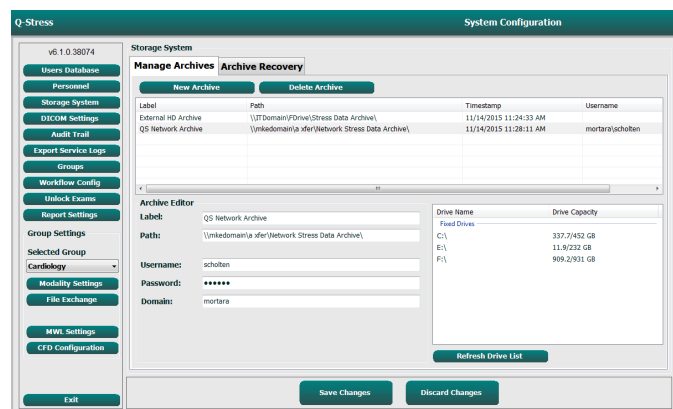 Q-Stress
System Configuration
v6.1.0.38074
Users Database
Personnel
Storage System
DICOM Settings
Audit Trail
Export Service Logs
Groups
Workflow Config
Unlock Exams
Report Settings
Group Settings
Selected Group
Cardiology
Modality Settings
File Exchange
MWL Settings
CFD Configuration
Exit
Storage System
Manage Archives Archive Recovery
New Archive Delete Archive
Label Path Timestamp Username
External HD Archive \\ITDomain\FDrive\Stress Data Archive\ 11/14/2015 11:24:33 AM
QS Network Archive \\mkedomain\a xfer\Network Stress Data Archive\ 11/14/2015 11:28:11 AM mortara\scholten
Archive Editor
Label: QS Network Archive
Path: \\mkedomain\a xfer\Network Stress Data Archive\
Username: scholten
Password: ••••••
Domain: mortara
Drive Name Drive Capacity
Fixed Drives
C:\ 337.7/452 GB
E:\ 11.9/232 GB
F:\ 909.2/931 GB
Refresh Drive List
Save Changes Discard Changes